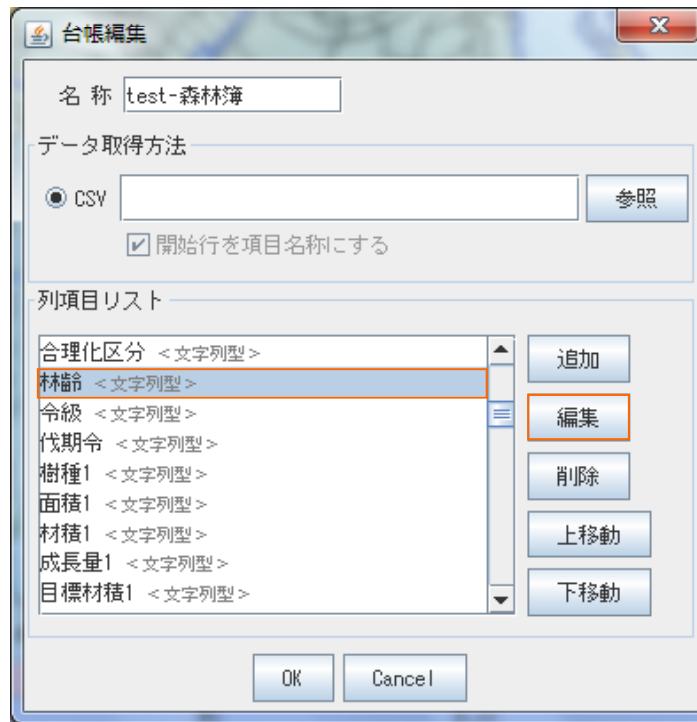 台帳編集
名 称 test-森林簿
データ取得方法
CSV 参照
開始行を項目名称にする
列項目リスト
合理化区分 <文字列型>
林齢 <文字列型>
令級 <文字列型>
伐期令 <文字列型>
樹種1 <文字列型>
面積1 <文字列型>
材積1 <文字列型>
成長量1 <文字列型>
目標材積1 <文字列型>
追加
編集
削除
上移動
下移動
OK Cancel